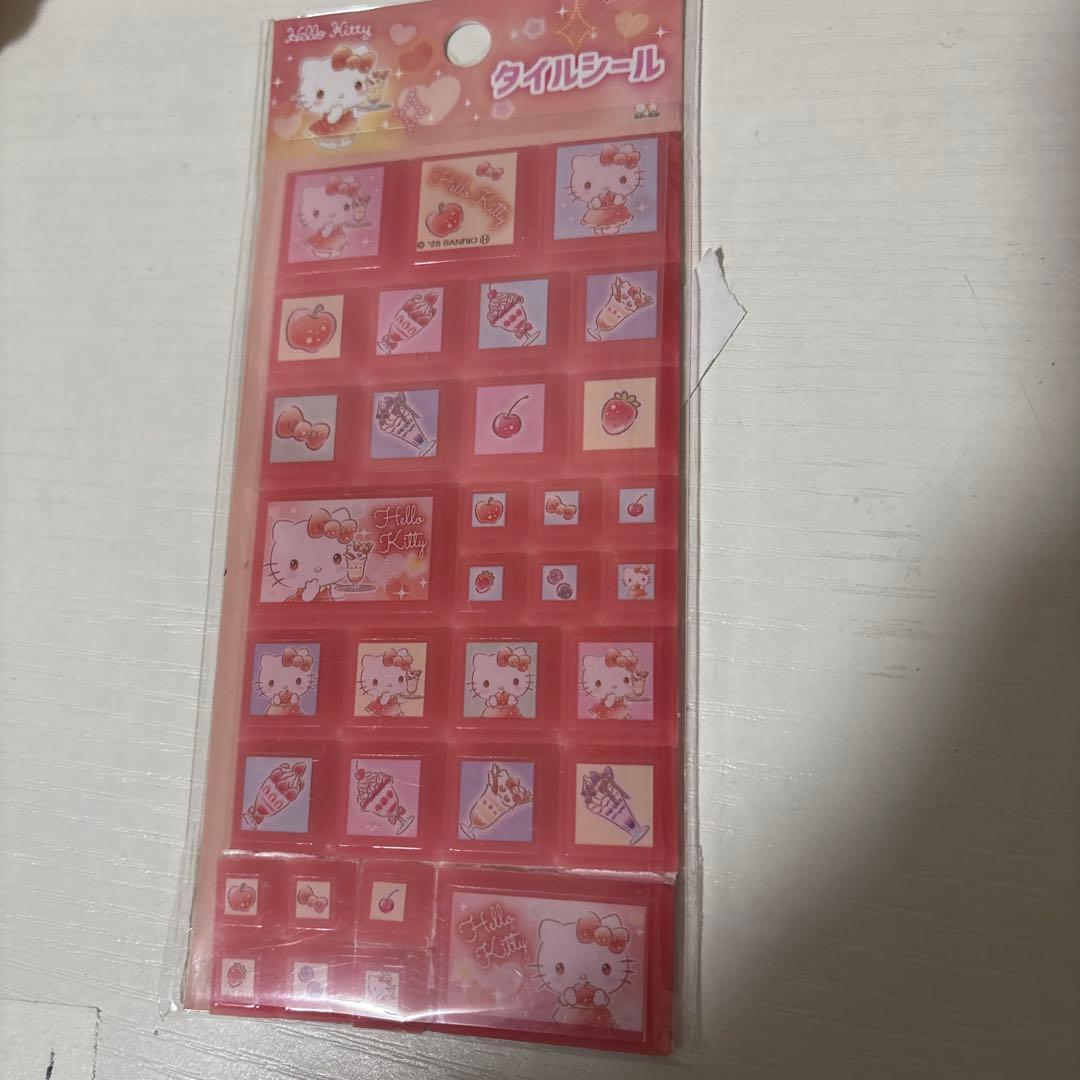 Hello Kitty
タイルシール
Hello Kitty
© '25 SANRIO Ⓗ
Hello
Kitty
Hello
Kitty